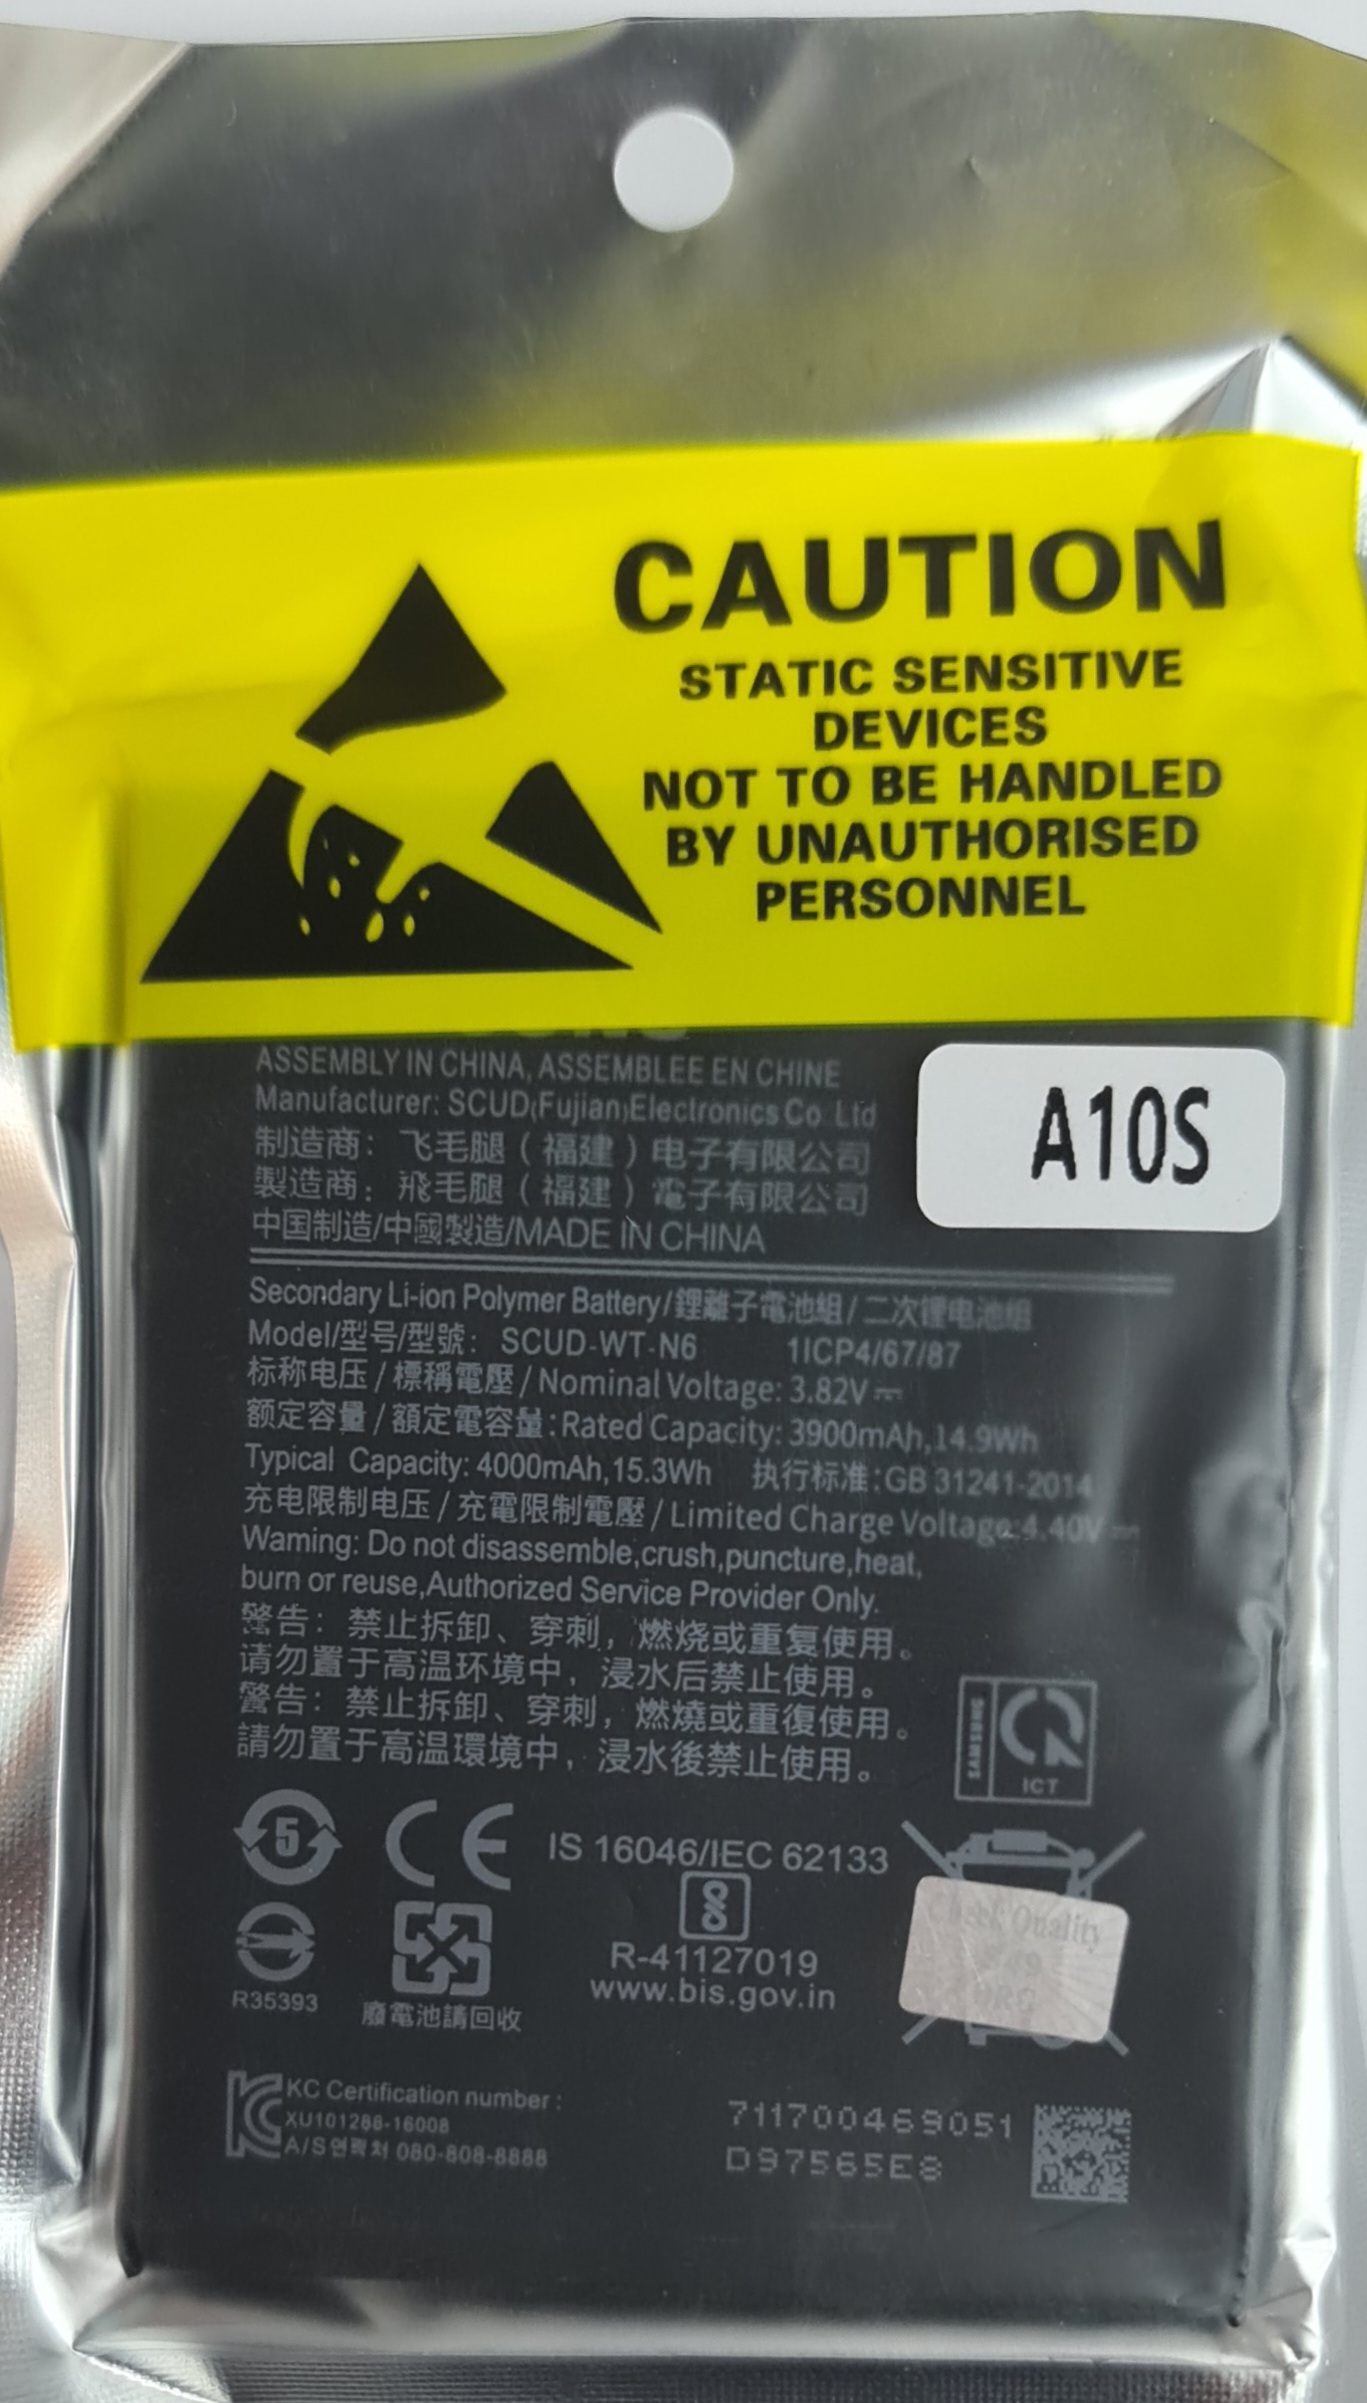 CAUTION
STATIC SENSITIVE
DEVICES
NOT TO BE HANDLED
BY UNAUTHORISED
PERSONNEL
ASSEMBLY IN CHINA, ASSEMBLEE EN CHINE
Manufacturer: SCUD(Fujian)Electronics Co Ltd
制造商：飞毛腿（福建）电子有限公司
製造商：飛毛腿（福建）電子有限公司
中国制造/中國製造/MADE IN CHINA
A10S
Secondary Li-ion Polymer Battery/鋰離子電池組/二次锂电池组
Model/型号/型號: SCUD-WT-N6 1ICP4/67/87
标称电压/標稱電壓/Nominal Voltage: 3.82V
额定容量/額定電容量:Rated Capacity: 3900mAh,14.9Wh
Typical Capacity: 4000mAh,15.3Wh 执行标准:GB 31241-2014
充电限制电压/充電限制電壓/Limited Charge Voltage:4.40V
Waming: Do not disassemble,crush,puncture,heat,
burn or reuse,Authorized Service Provider Only.
警告：禁止拆卸、穿刺，燃烧或重复使用。
请勿置于高温环境中，浸水后禁止使用。
警告：禁止拆卸、穿刺，燃燒或重復使用。
請勿置于高温環境中，浸水後禁止使用。
SAMSUNG
ICT
5
CE
IS 16046/IEC 62133
R-41127019
www.bis.gov.in
R35393
廢電池請回收
Check Quality
KC Certification number :
XU101286-16008
A/S연락처 080-808-8888
711700469051
D97565E8